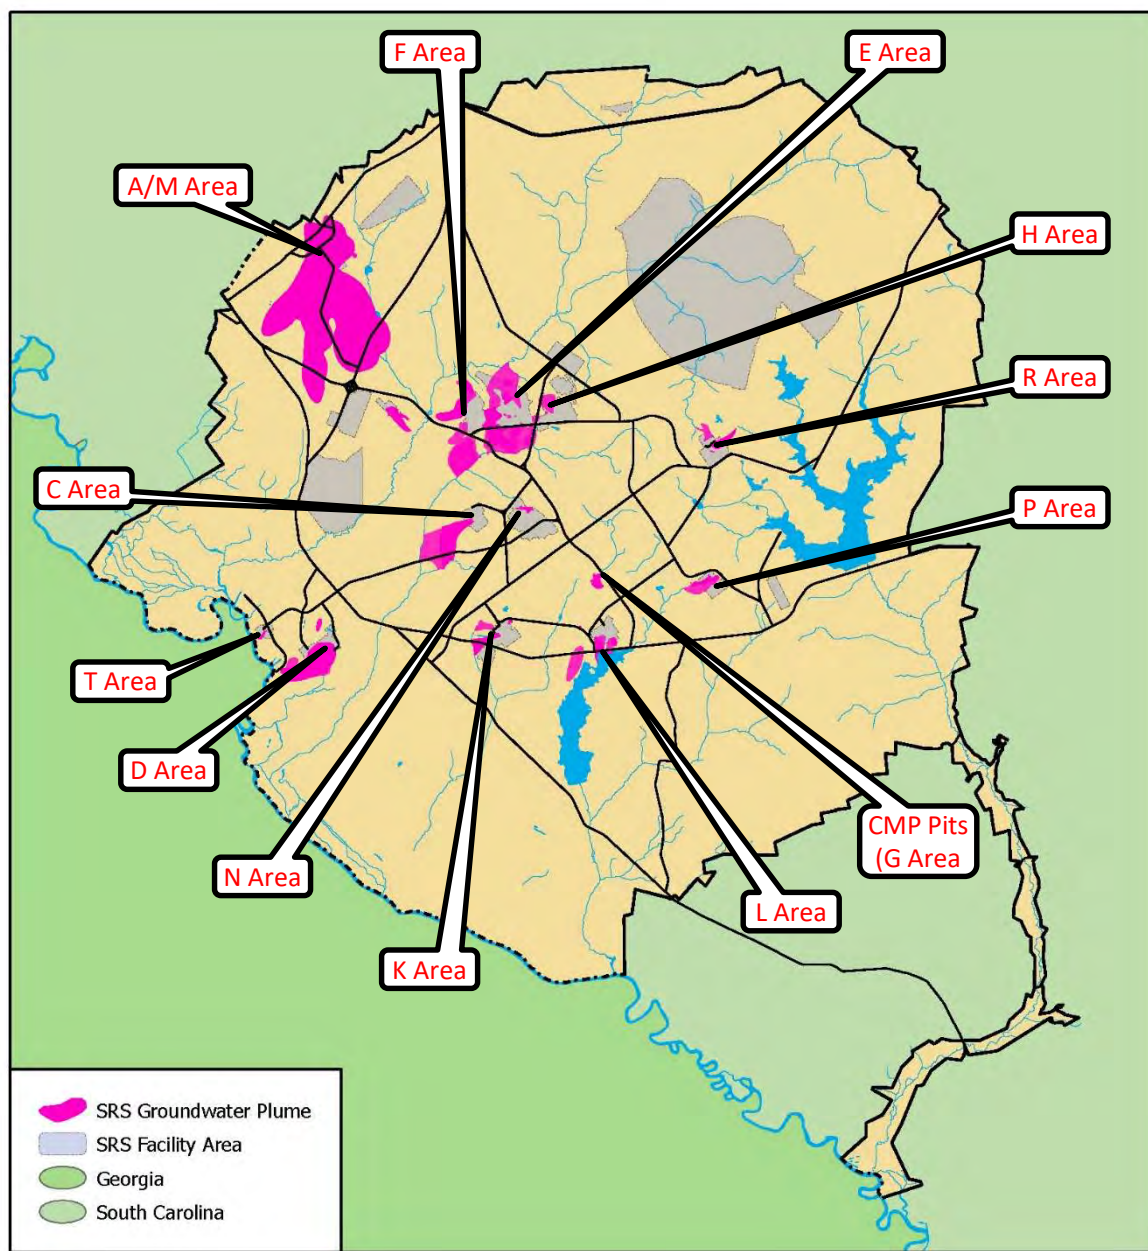 F Area
E Area
A/M Area
H Area
R Area
C Area
P Area
T Area
D Area
CMP Pits
(G Area
N Area
L Area
K Area
SRS Groundwater Plume
SRS Facility Area
Georgia
South Carolina